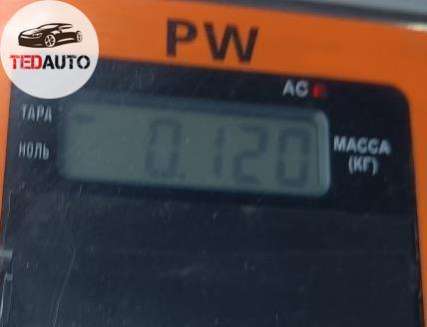 TEDAUTO
PW
AC
ТАРА
НОЛЬ
0.120
МАССА
(КГ)